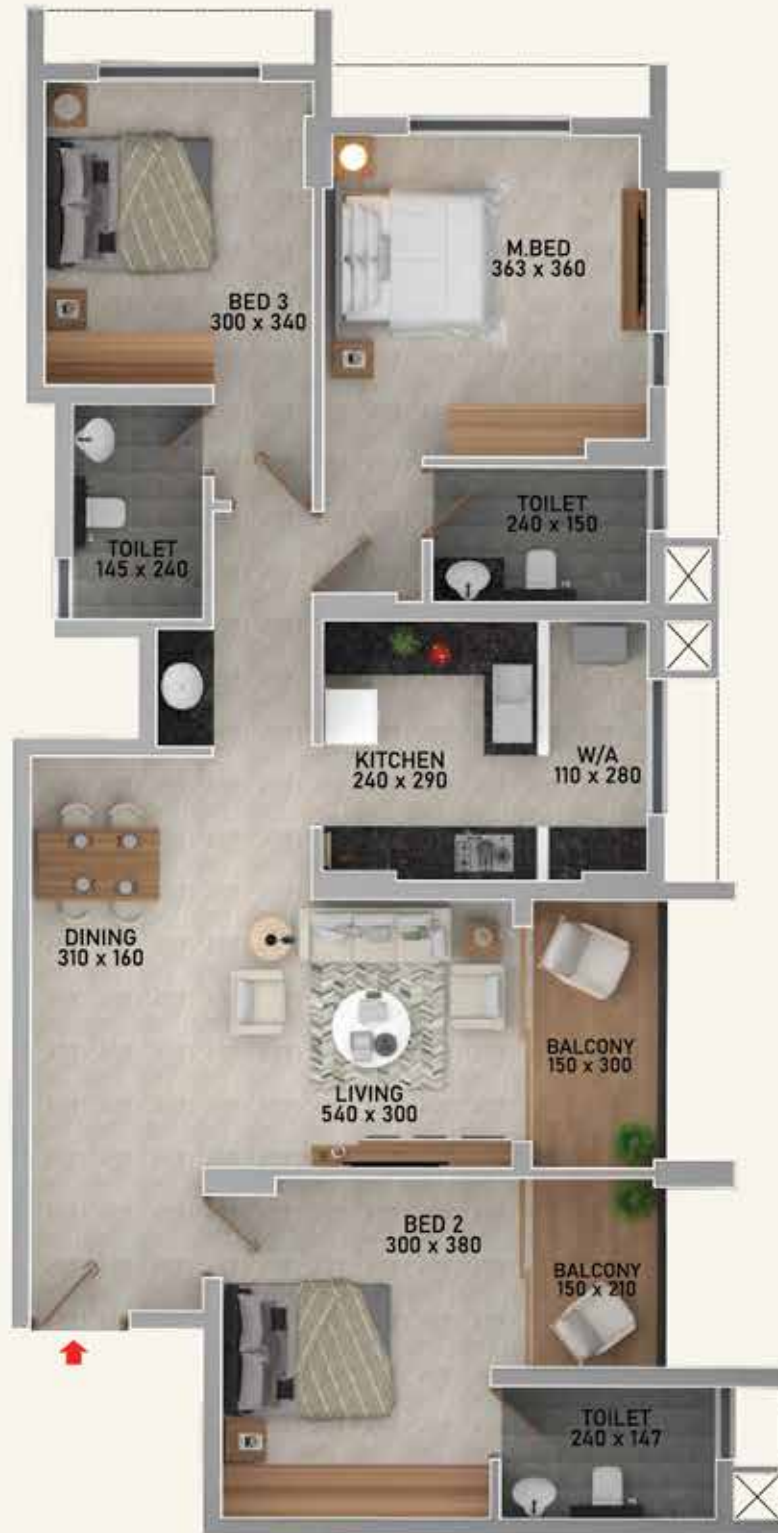 M.BED
363 x 360
BED 3
300 x 340
TOILET
240 x 150
TOILET
145 x 240
KITCHEN
240 x 290
W/A
110 x 280
DINING
310 x 160
BALCONY
150 x 300
LIVING
540 x 300
BED 2
300 x 380
BALCONY
150 x 210
TOILET
240 x 147